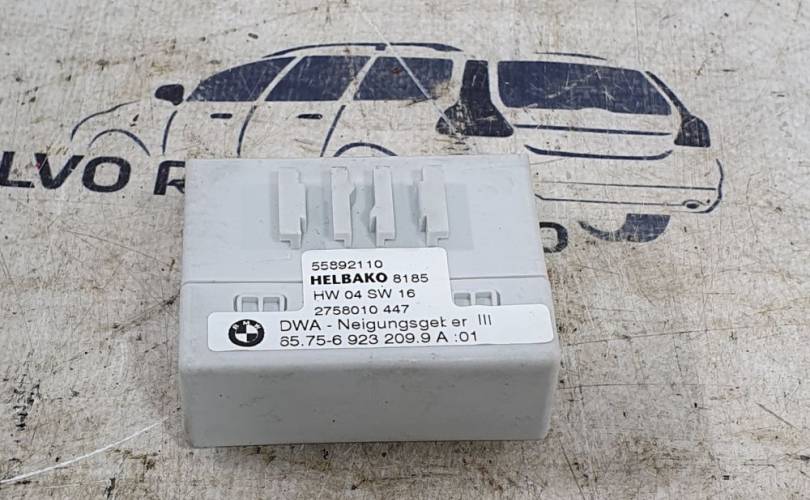 LVO R
O
55892110
HELBAKO 8185
HW 04 SW 16
2758010 447
BMW DWA - Neigungsgeber III
65.75-6 923 209.9 A :01